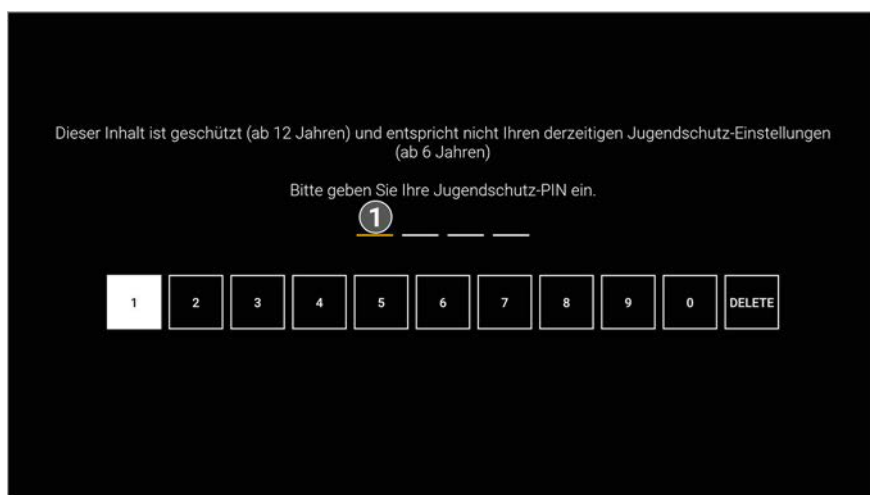 Dieser Inhalt ist geschützt (ab 12 Jahren) und entspricht nicht Ihren derzeitigen Jugendschutz-Einstellungen
(ab 6 Jahren)
Bitte geben Sie Ihre Jugendschutz-PIN ein.
1
1 2 3 4 5 6 7 8 9 0 DELETE